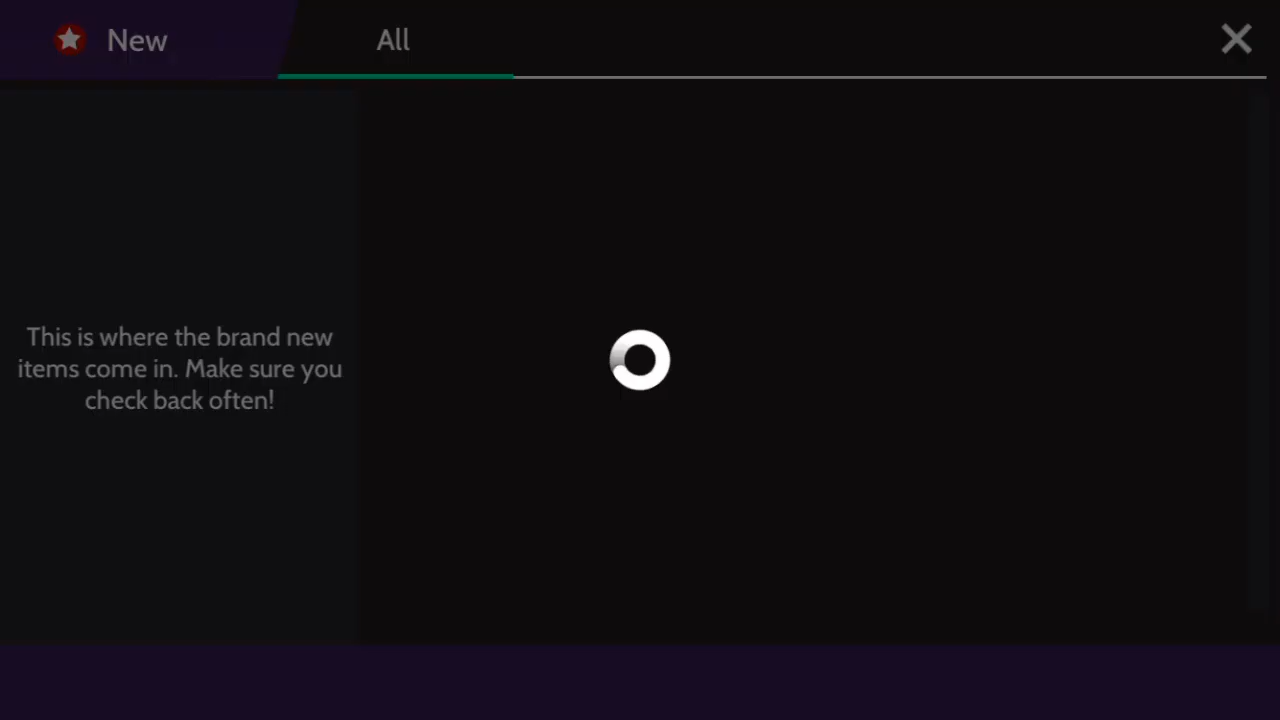 New
All
This is where the brand new
items come in. Make sure you
check back often!